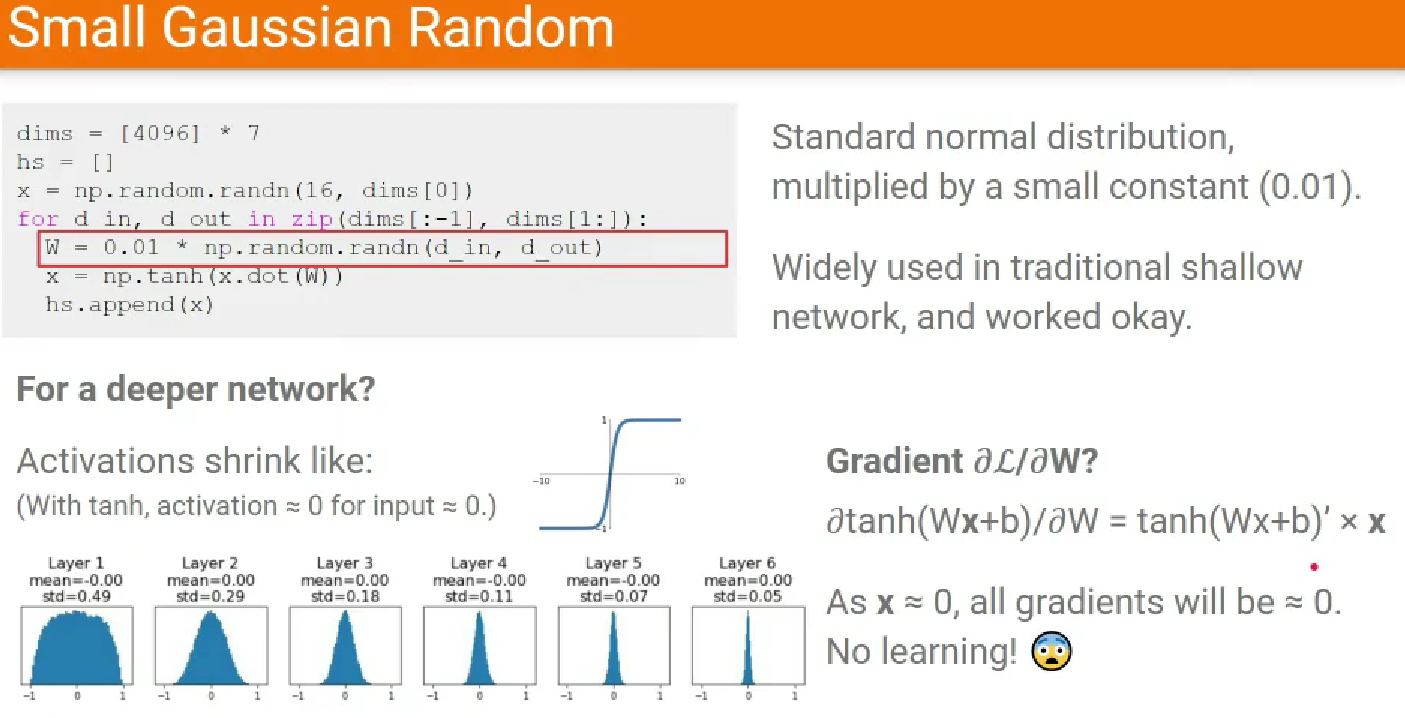 Small Gaussian Random
dims = [4096] * 7
hs = []
x = np.random.randn(16, dims[0])
for d_in, d_out in zip(dims[:-1], dims[1:]):
W = 0.01 * np.random.randn(d_in, d_out)
x = np.tanh(x.dot(W))
hs.append(x)
Standard normal distribution,
multiplied by a small constant (0.01).
Widely used in traditional shallow
network, and worked okay.
For a deeper network?
Activations shrink like:
(With tanh, activation ≈ 0 for input ≈ 0.)
1
-10
10
-1
Layer 1
mean=-0.00
std=0.49
-1 0 1
Layer 2
mean=0.00
std=0.29
-1 0 1
Layer 3
mean=0.00
std=0.18
-1 0 1
Layer 4
mean=-0.00
std=0.11
-1 0 1
Layer 5
mean=-0.00
std=0.07
-1 0 1
Layer 6
mean=0.00
std=0.05
-1 0 1
Gradient ∂ℒ/∂W?
∂tanh(Wx+b)/∂W = tanh(Wx+b)′ × x
As x ≈ 0, all gradients will be ≈ 0.
No learning! 😨